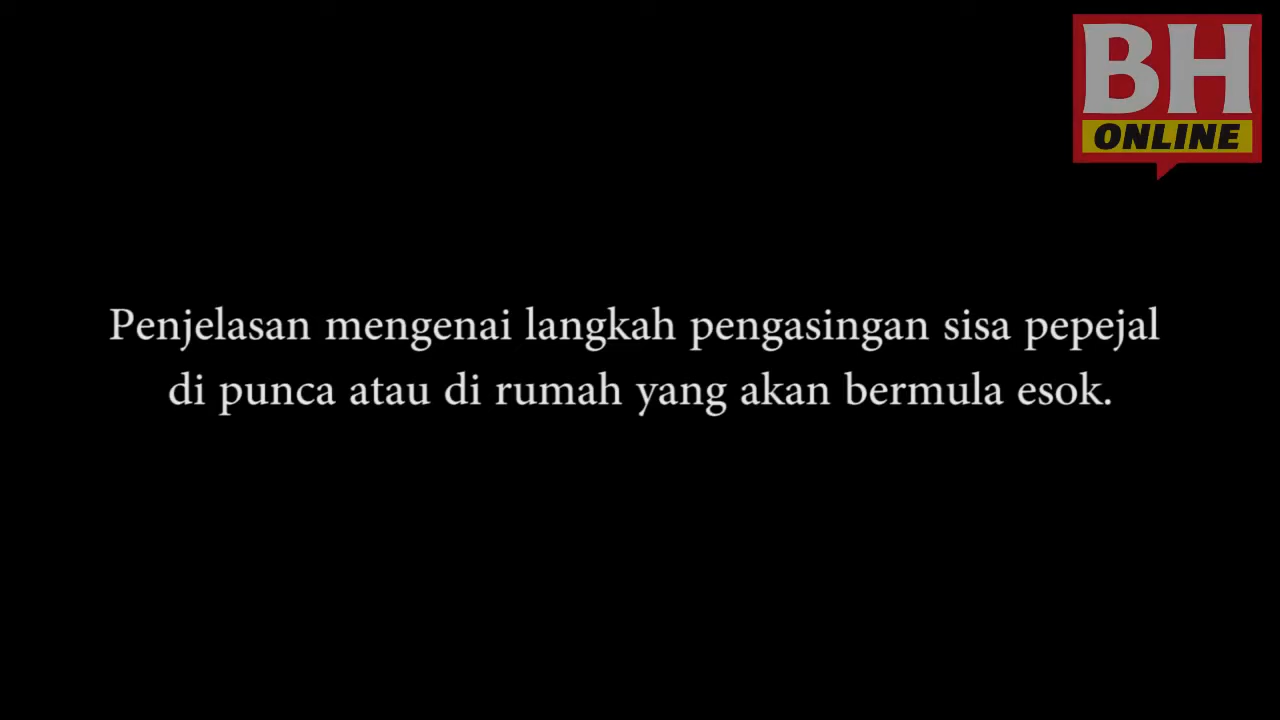 BH
ONLINE
Penjelasan mengenai langkah pengasingan sisa pepejal
di punca atau di rumah yang akan bermula esok.